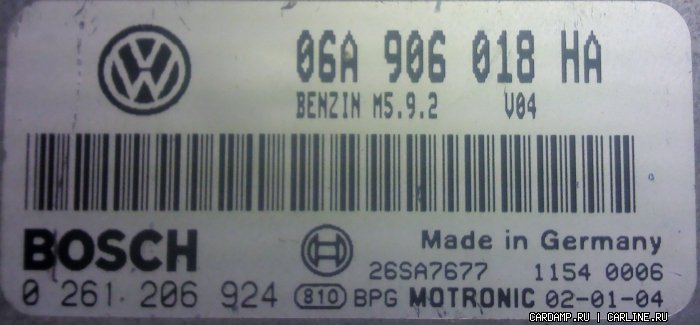 06A 906 018 HA
BENZIN M5.9.2 V04
BOSCH
Made in Germany
26SA7677 1154 0006
0 261 206 924 810 BPG MOTRONIC 02-01-04
CARDAMP.RU | CARLINE.RU